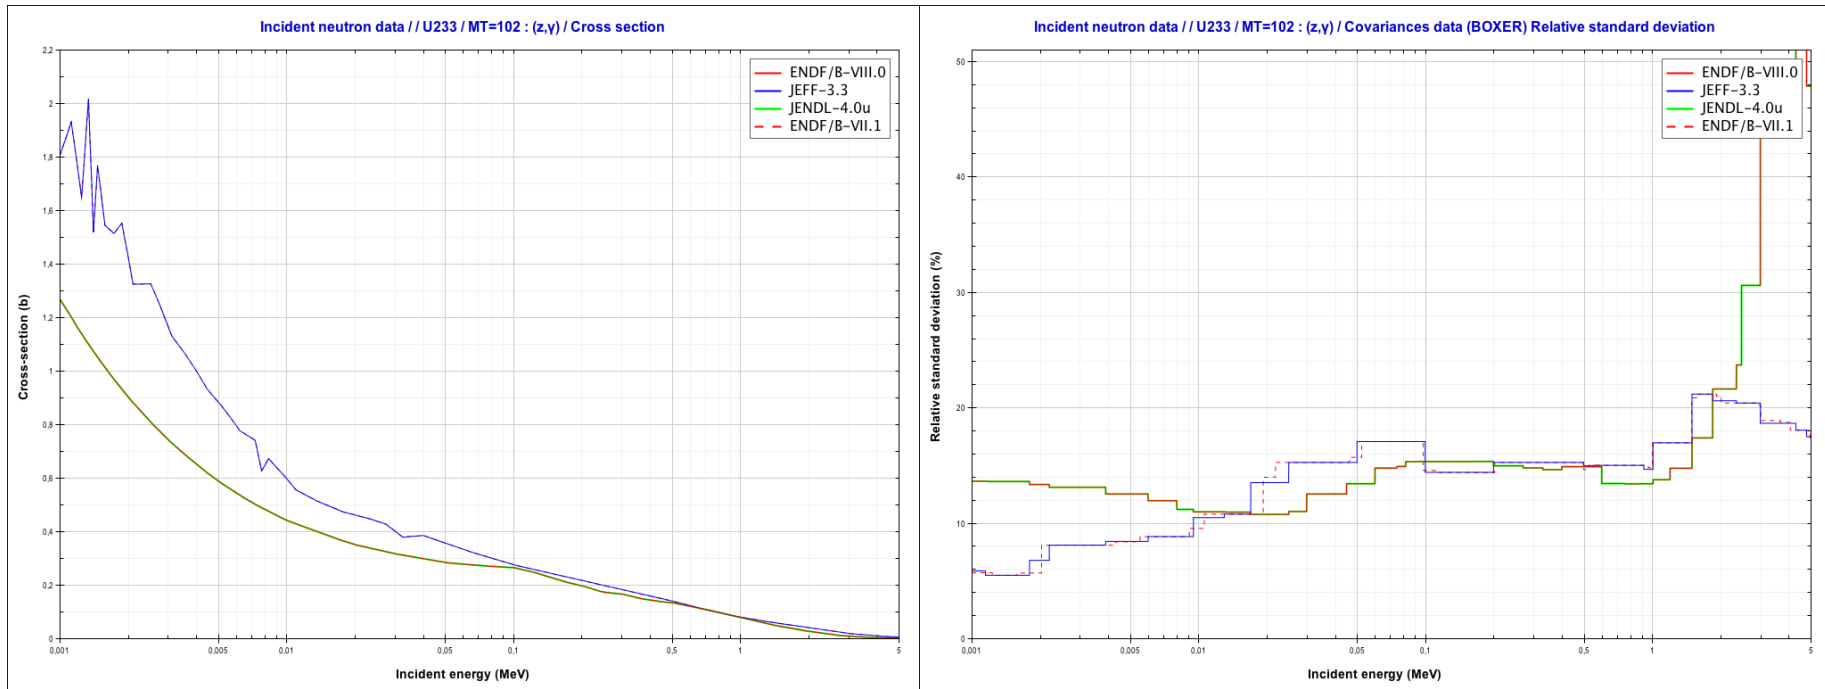 Incident neutron data / / U233 / MT=102 : (z,γ) / Cross section
2,2
2
1,8
1,6
1,4
1,2
1
0,8
0,6
0,4
0,2
0
Cross-section (b)
ENDF/B-VIII.0
JEFF-3.3
JENDL-4.0u
ENDF/B-VII.1
0,001
0,005
0,01
0,05
0,1
0,5
1
5
Incident energy (MeV)
Incident neutron data / / U233 / MT=102 : (z,γ) / Covariances data (BOXER) Relative standard deviation
50
40
30
20
10
0
Relative standard deviation (%)
ENDF/B-VIII.0
JEFF-3.3
JENDL-4.0u
ENDF/B-VII.1
0,001
0,005
0,01
0,05
0,1
0,5
1
5
Incident energy (MeV)